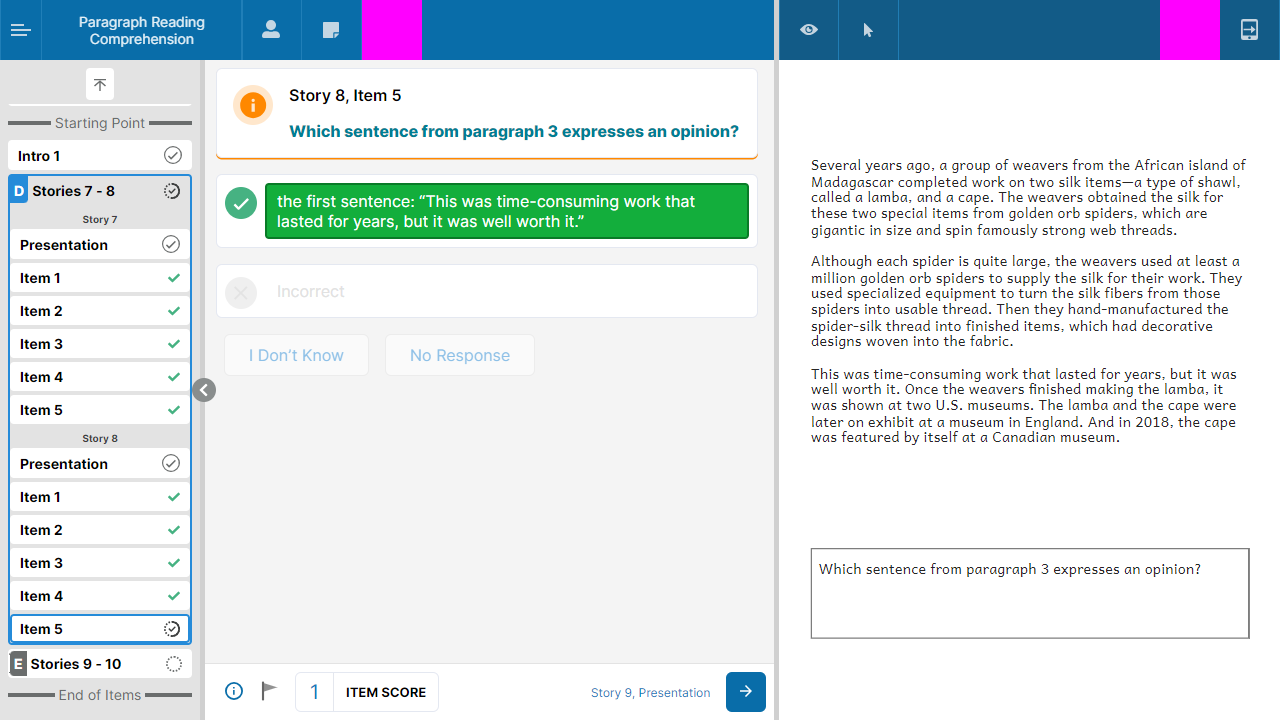 Paragraph Reading
Comprehension
Starting Point
Intro 1
D Stories 7 - 8
Story 7
Presentation
Item 1
Item 2
Item 3
Item 4
Item 5
Story 8
Presentation
Item 1
Item 2
Item 3
Item 4
Item 5
E Stories 9 - 10
End of Items
Story 8, Item 5
Which sentence from paragraph 3 expresses an opinion?
the first sentence: “This was time-consuming work that
lasted for years, but it was well worth it.”
Incorrect
I Don’t Know
No Response
1 ITEM SCORE
Story 9, Presentation
Several years ago, a group of weavers from the African island of
Madagascar completed work on two silk items—a type of shawl,
called a lamba, and a cape. The weavers obtained the silk for
these two special items from golden orb spiders, which are
gigantic in size and spin famously strong web threads.
Although each spider is quite large, the weavers used at least a
million golden orb spiders to supply the silk for their work. They
used specialized equipment to turn the silk fibers from those
spiders into usable thread. Then they hand-manufactured the
spider-silk thread into finished items, which had decorative
designs woven into the fabric.
This was time-consuming work that lasted for years, but it was
well worth it. Once the weavers finished making the lamba, it
was shown at two U.S. museums. The lamba and the cape were
later on exhibit at a museum in England. And in 2018, the cape
was featured by itself at a Canadian museum.
Which sentence from paragraph 3 expresses an opinion?